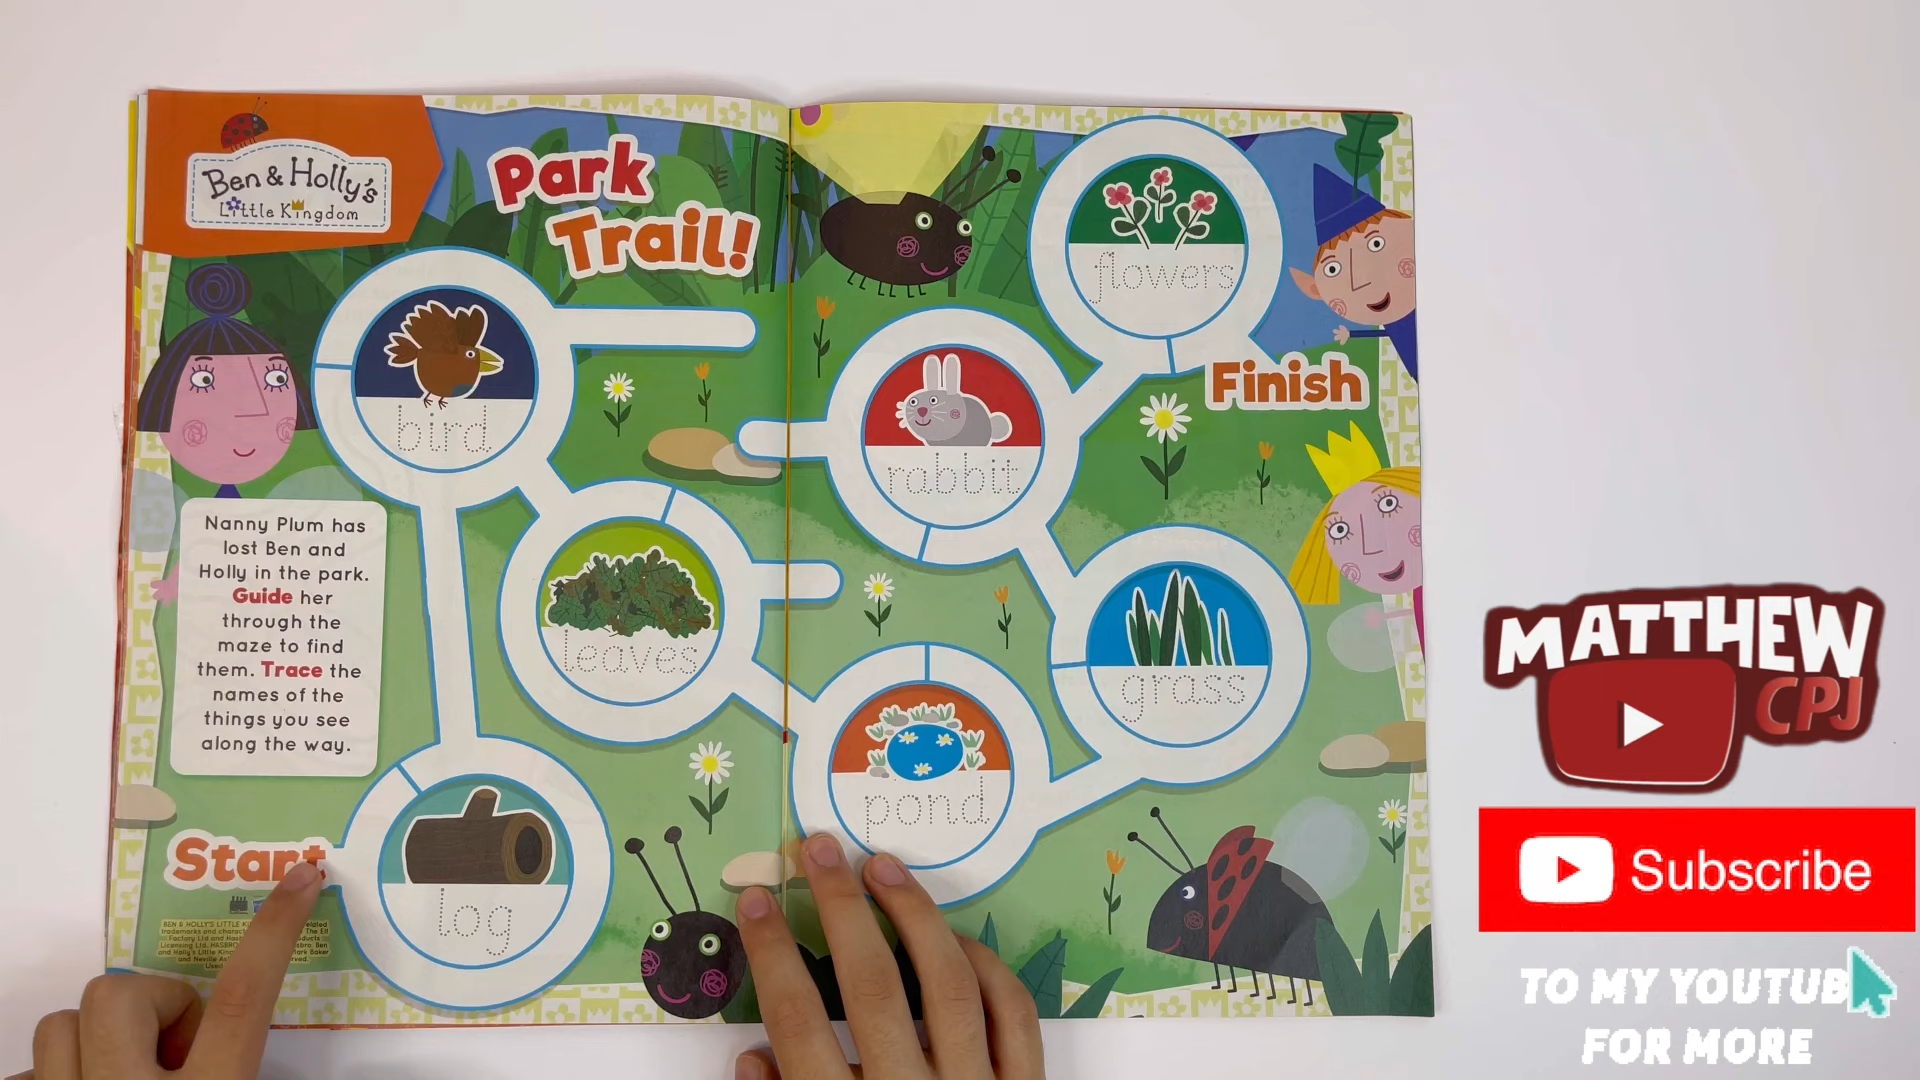 Ben & Holly's
Little Kingdom
Park
Trail!
flowers
bird
rabbit
Finish
Nanny Plum has
lost Ben and
Holly in the park.
Guide her
through the
maze to find
them. Trace the
names of the
things you see
along the way.
leaves
grass
pond
Start
log
MATTHEW
CPJ
Subscribe
TO MY YOUTUB
FOR MORE